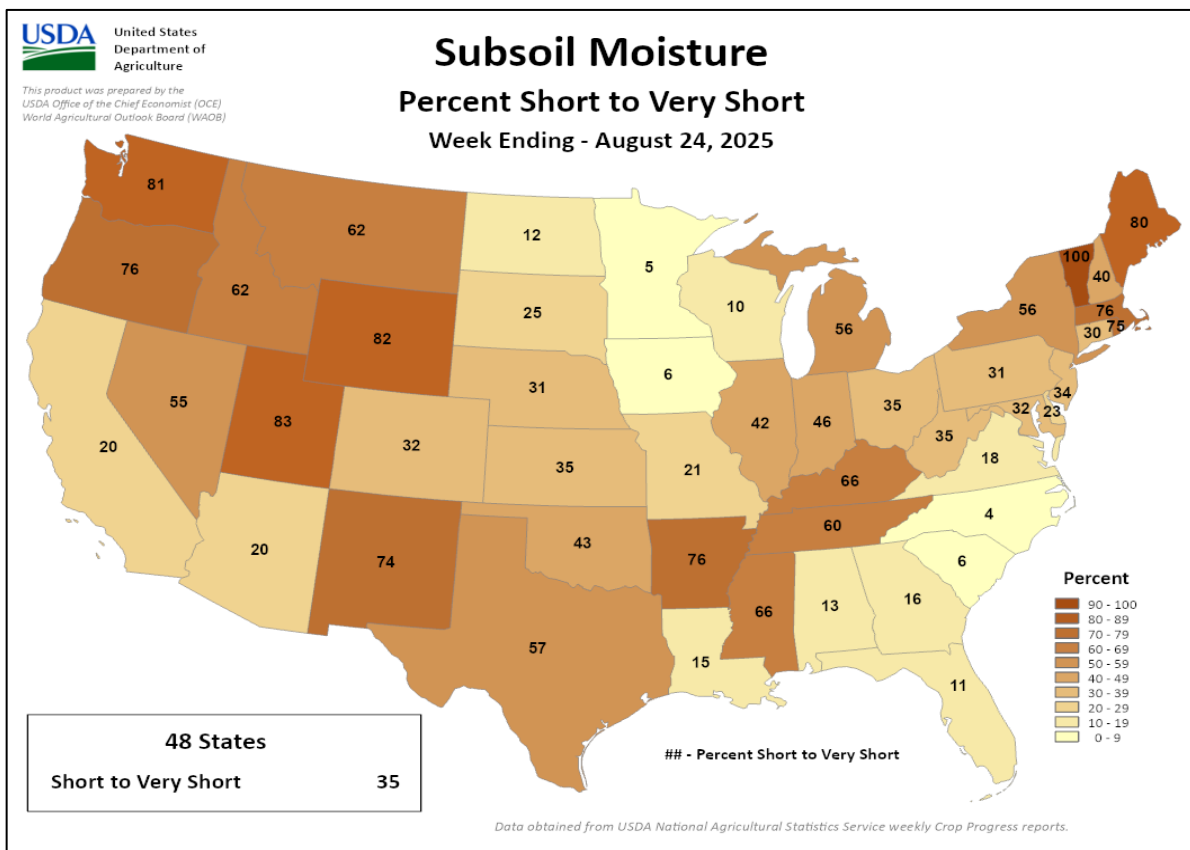 USDA
United States
Department of
Agriculture
This product was prepared by the
USDA Office of the Chief Economist (OCE)
World Agricultural Outlook Board (WAOB)
Subsoil Moisture
Percent Short to Very Short
Week Ending - August 24, 2025
81
62
12
5
80
100
40
76
62
25
10
56
56
76
75
30
82
6
31
34
55
83
32
31
42
46
35
35
32
23
20
35
21
66
18
20
74
43
76
60
4
6
57
66
13
16
15
11
Percent
90 - 100
80 - 89
70 - 79
60 - 69
50 - 59
40 - 49
30 - 39
20 - 29
10 - 19
0 - 9
48 States
Short to Very Short 35
## - Percent Short to Very Short
Data obtained from USDA National Agricultural Statistics Service weekly Crop Progress reports.